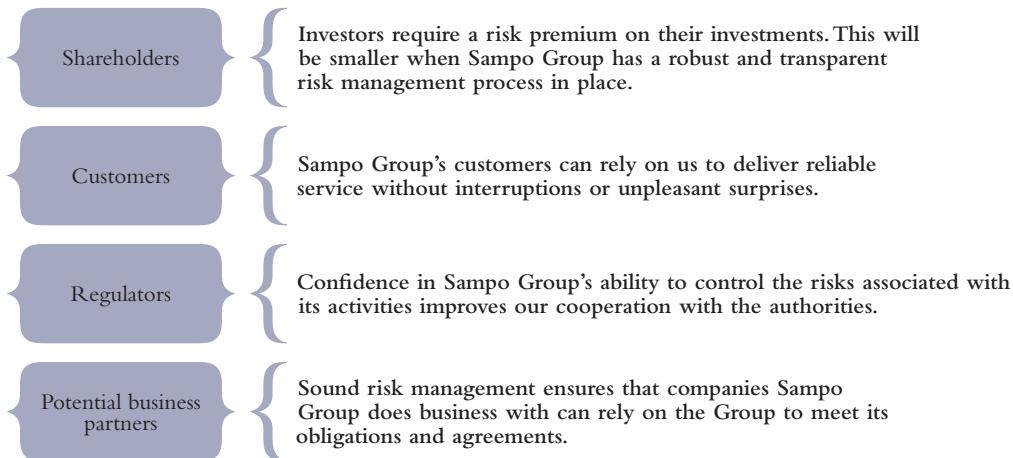 Shareholders
Investors require a risk premium on their investments. This will
be smaller when Sampo Group has a robust and transparent
risk management process in place.
Customers
Sampo Group's customers can rely on us to deliver reliable
service without interruptions or unpleasant surprises.
Regulators
Confidence in Sampo Group's ability to control the risks associated with
its activities improves our cooperation with the authorities.
Potential business
partners
Sound risk management ensures that companies Sampo
Group does business with can rely on the Group to meet its
obligations and agreements.